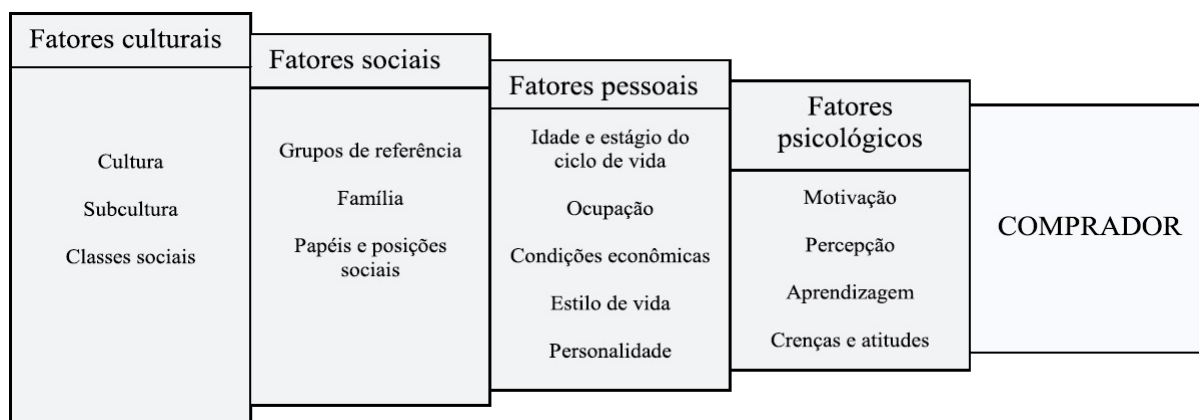 Fatores culturais
Cultura
Subcultura
Classes sociais
Fatores sociais
Grupos de referência
Família
Papéis e posições
sociais
Fatores pessoais
Idade e estágio do
ciclo de vida
Ocupação
Condições econômicas
Estilo de vida
Personalidade
Fatores
psicológicos
Motivação
Percepção
Aprendizagem
Crenças e atitudes
COMPRADOR